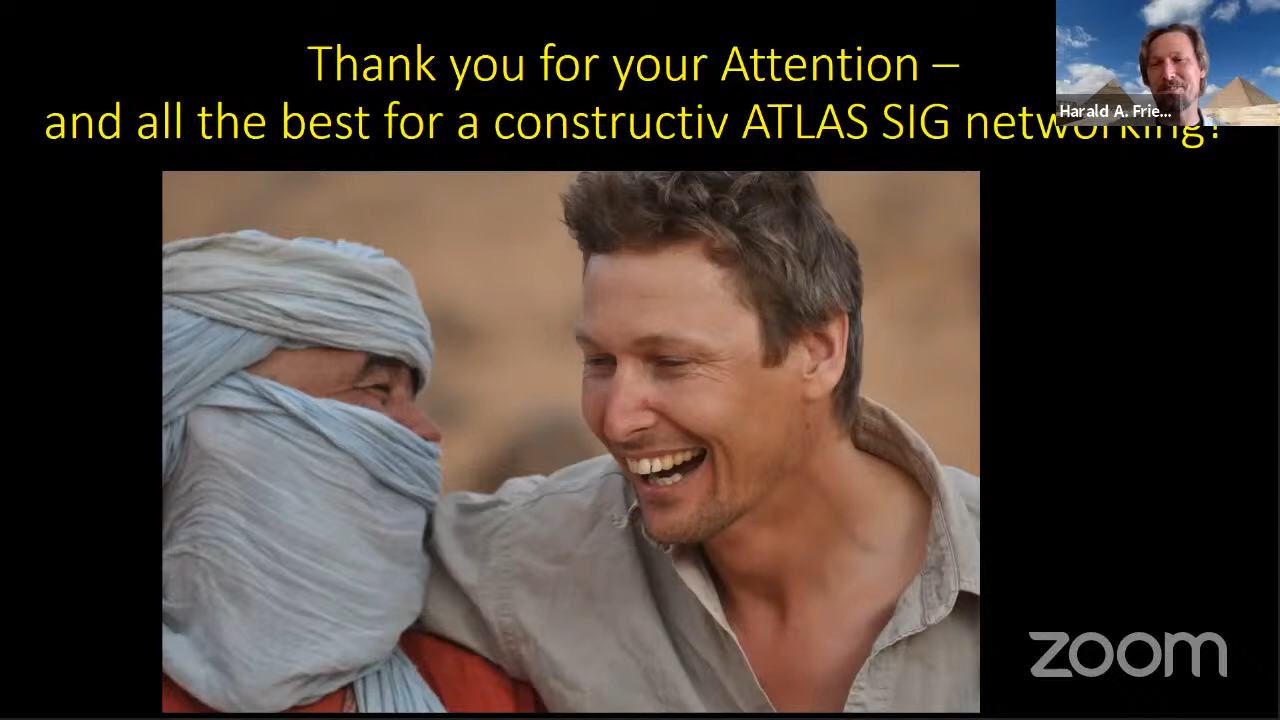 Thank you for your Attention –
and all the best for a constructiv ATLAS SIG networking!
Harald A. Frie...
zoom